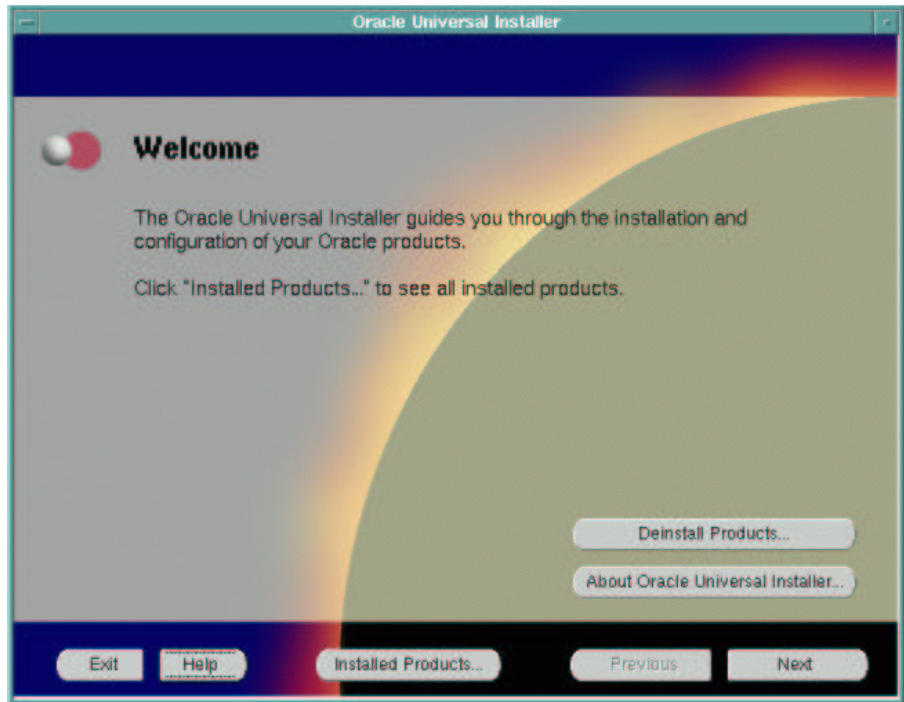 Oracle Universal Installer
Welcome
The Oracle Universal Installer guides you through the installation and
configuration of your Oracle products.
Click "Installed Products..." to see all installed products.
Deinstall Products...
About Oracle Universal Installer...
Exit
Help
Installed Products...
Previous
Next